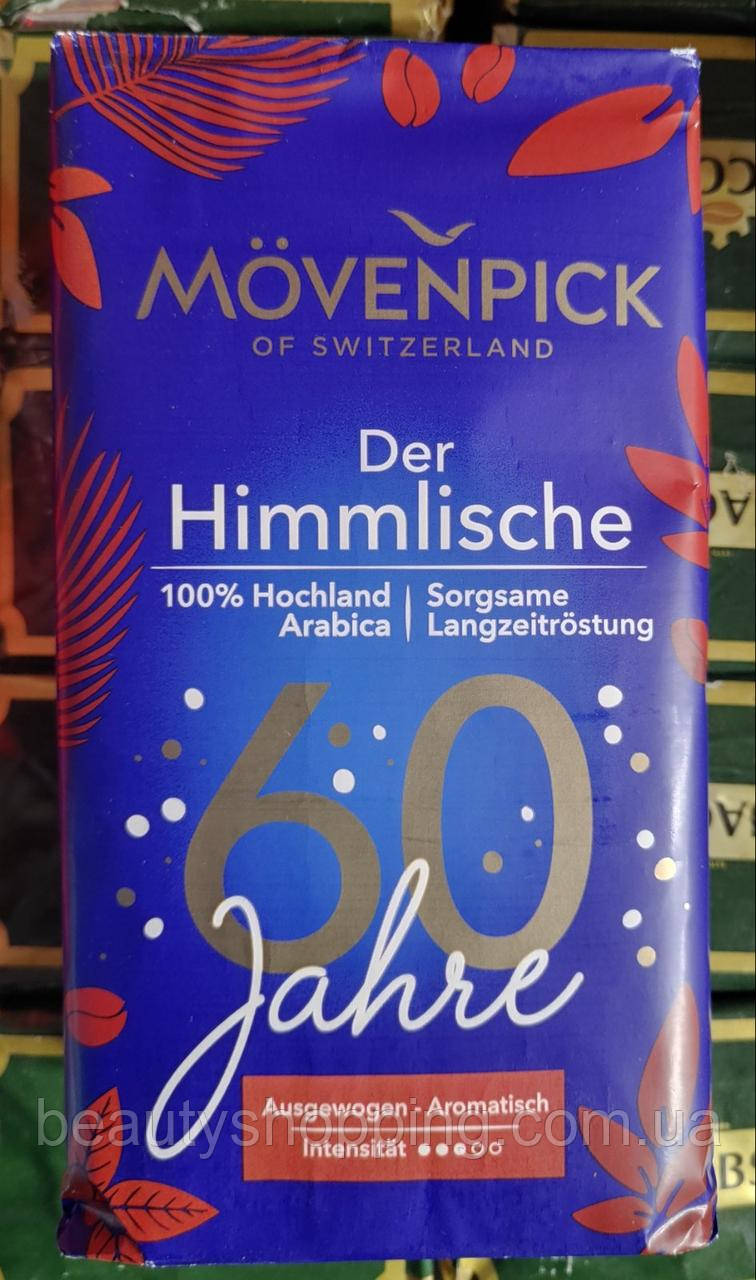 MÖVENPICK
OF SWITZERLAND
Der
Himmlische
100% Hochland Arabica
Sorgsame Langzeitröstung
60
Jahre
Ausgewogen · Aromatisch
Intensität
beautyshopping.com.ua